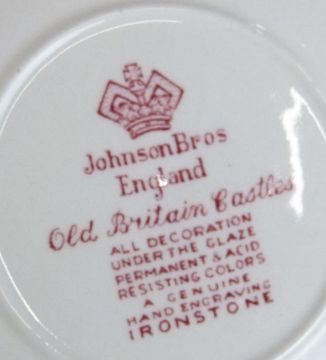 Johnson Bros
England
Old Britain Castles
ALL DECORATION
UNDER THE GLAZE
PERMANENT & ACID
RESISTING COLORS
A GENUINE
HAND ENGRAVING
IRONSTONE